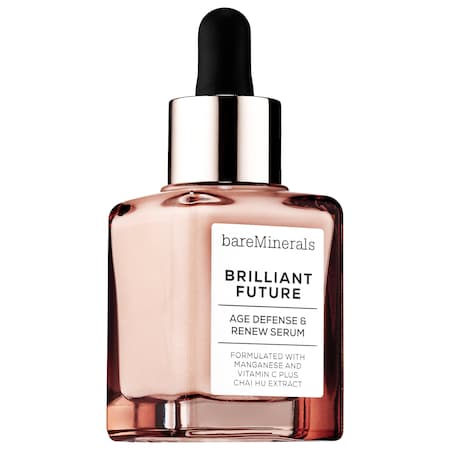 bareMinerals
BRILLIANT
FUTURE
AGE DEFENSE &
RENEW SERUM
FORMULATED WITH
MANGANESE AND
VITAMIN C PLUS
CHAI HU EXTRACT